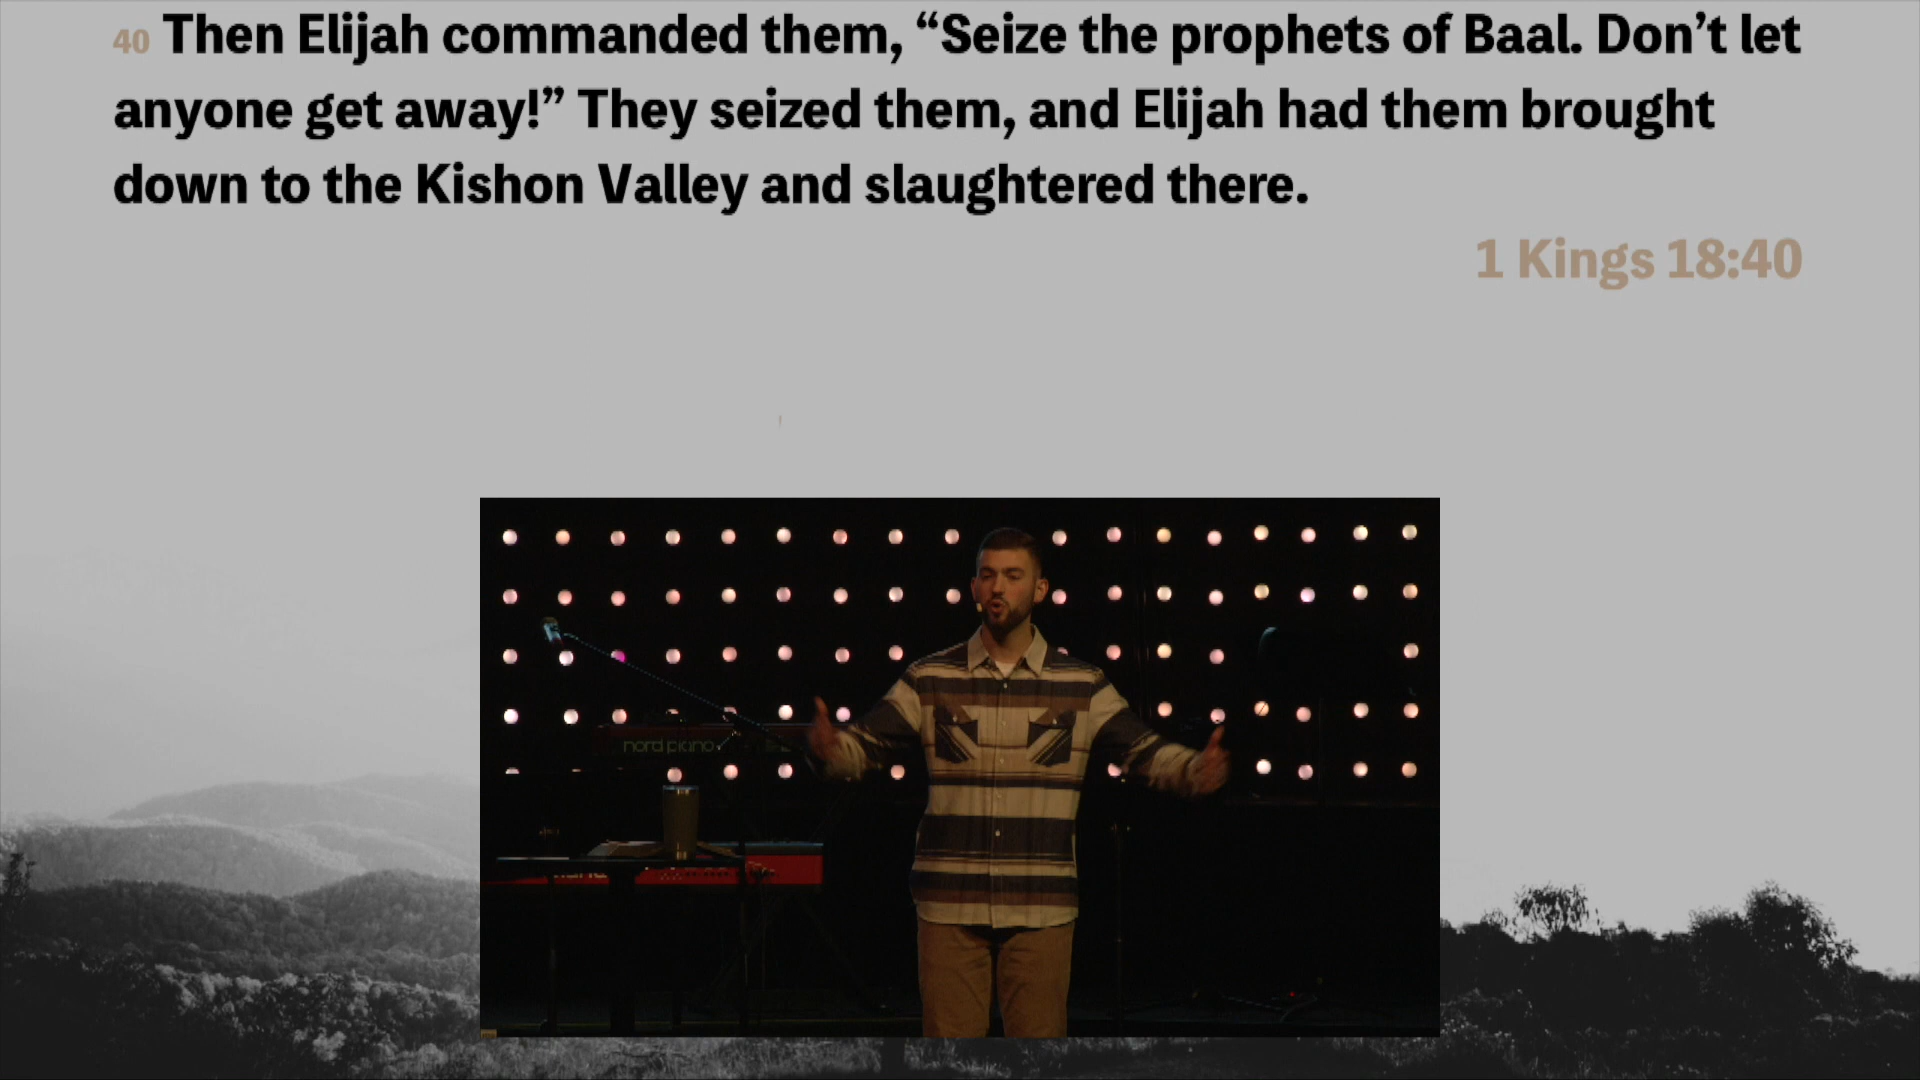 40 Then Elijah commanded them, “Seize the prophets of Baal. Don’t let
anyone get away!” They seized them, and Elijah had them brought
down to the Kishon Valley and slaughtered there.
1 Kings 18:40
nord piano